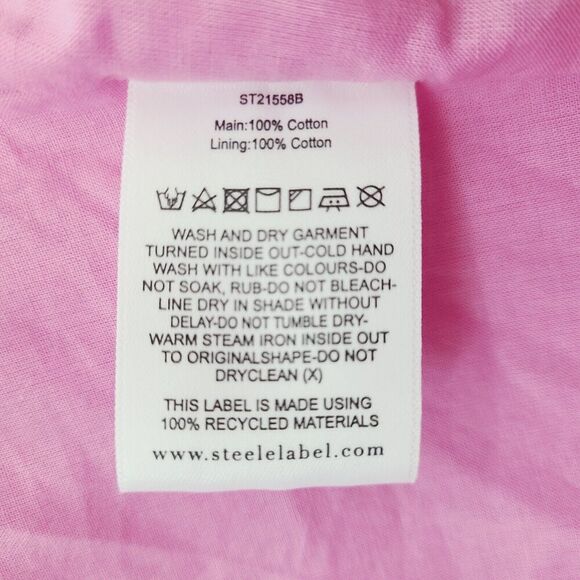 ST21558B
Main:100% Cotton
Lining:100% Cotton
WASH AND DRY GARMENT
TURNED INSIDE OUT-COLD HAND
WASH WITH LIKE COLOURS-DO
NOT SOAK, RUB-DO NOT BLEACH-
LINE DRY IN SHADE WITHOUT
DELAY-DO NOT TUMBLE DRY-
WARM STEAM IRON INSIDE OUT
TO ORIGINALSHAPE-DO NOT
DRYCLEAN (X)
THIS LABEL IS MADE USING
100% RECYCLED MATERIALS
www.steelelabel.com